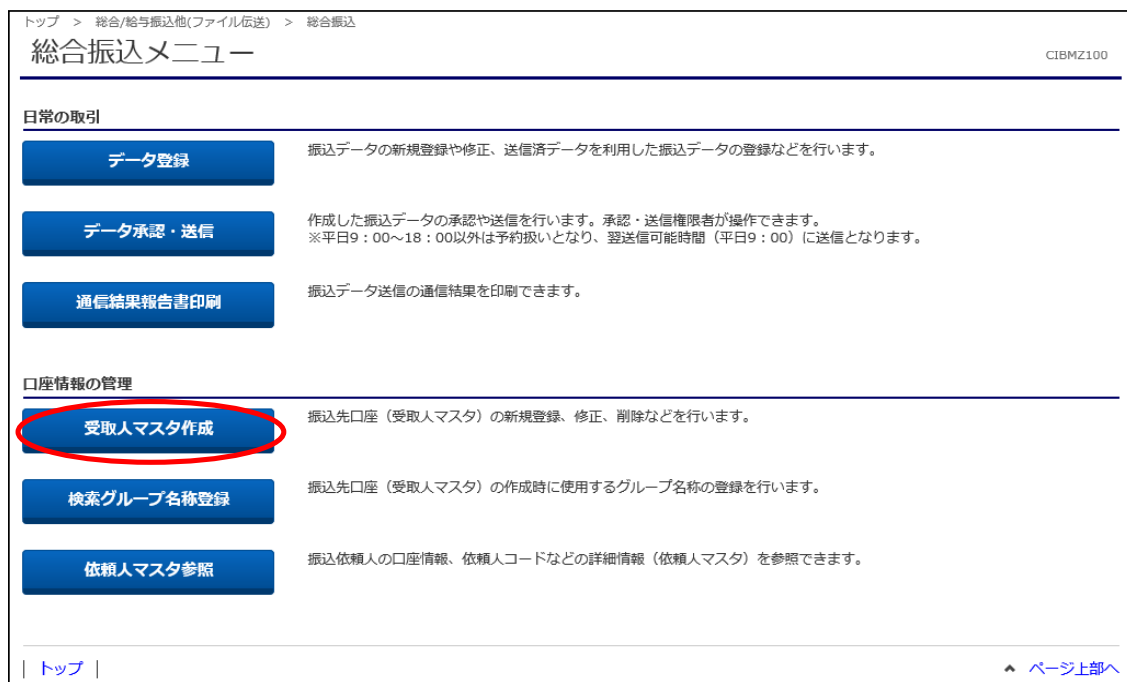 トップ > 総合/給与振込他(ファイル伝送) > 総合振込
総合振込メニュー
CIBMZ100
日常の取引
データ登録
振込データの新規登録や修正、送信済データを利用した振込データの登録などを行います。
データ承認・送信
作成した振込データの承認や送信を行います。承認・送信権限者が操作できます。
※平日9：00～18：00以外は予約扱いとなり、翌送信可能時間（平日9：00）に送信となります。
通信結果報告書印刷
振込データ送信の通信結果を印刷できます。
口座情報の管理
受取人マスタ作成
振込先口座（受取人マスタ）の新規登録、修正、削除などを行います。
検索グループ名称登録
振込先口座（受取人マスタ）の作成時に使用するグループ名称の登録を行います。
依頼人マスタ参照
振込依頼人の口座情報、依頼人コードなどの詳細情報（依頼人マスタ）を参照できます。
| トップ |
ページ上部へ